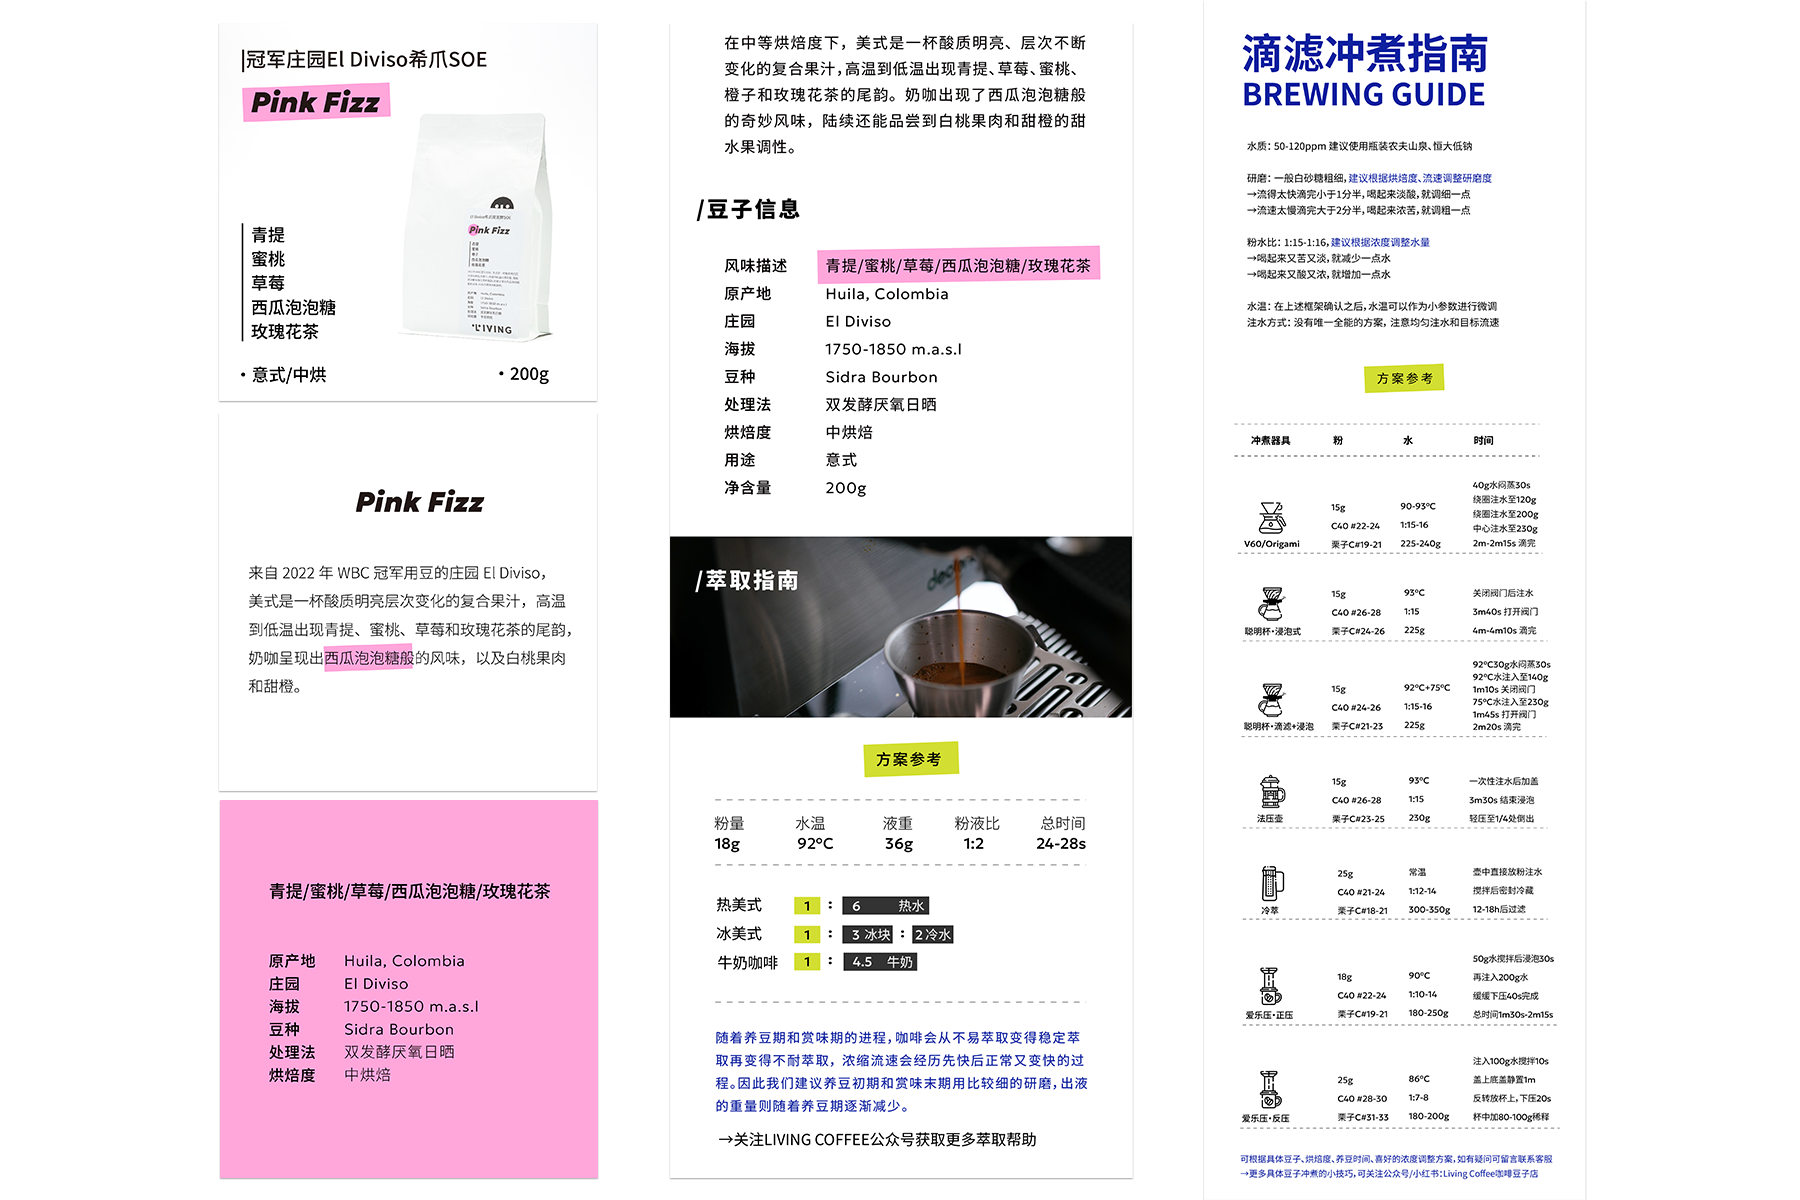 冠军庄园El Diviso希爪SOE
Pink Fizz
青提
蜜桃
草莓
西瓜泡泡糖
玫瑰花茶
• 意式/中烘
• 200g
Pink Fizz
LIVING
Pink Fizz
来自 2022 年 WBC 冠军用豆的庄园 El Diviso，
美式是一杯酸质明亮层次变化的复合果汁，高温
到低温出现青提、蜜桃、草莓和玫瑰花茶的尾韵，
奶咖呈现出西瓜泡泡糖般的风味，以及白桃果肉
和甜橙。
青提/蜜桃/草莓/西瓜泡泡糖/玫瑰花茶
原产地 Huila, Colombia
庄园 El Diviso
海拔 1750-1850 m.a.s.l
豆种 Sidra Bourbon
处理法 双发酵厌氧日晒
烘焙度 中烘焙
在中等烘焙度下，美式是一杯酸质明亮、层次不断
变化的复合果汁，高温到低温出现青提、草莓、蜜桃、
橙子和玫瑰花茶的尾韵。奶咖出现了西瓜泡泡糖般
的奇妙风味，陆续还能品尝到白桃果肉和甜橙的甜
水果调性。
/豆子信息
风味描述 青提/蜜桃/草莓/西瓜泡泡糖/玫瑰花茶
原产地 Huila, Colombia
庄园 El Diviso
海拔 1750-1850 m.a.s.l
豆种 Sidra Bourbon
处理法 双发酵厌氧日晒
烘焙度 中烘焙
用途 意式
净含量 200g
/萃取指南
方案参考
粉量 水温 液重 粉液比 总时间
18g 92°C 36g 1:2 24-28s
热美式 1 : 6 热水
冰美式 1 : 3 冰块 : 2 冷水
牛奶咖啡 1 : 4.5 牛奶
随着养豆期和赏味期的进程，咖啡会从不易萃取变得稳定萃
取再变得不耐萃取，浓缩流速会经历先快后正常又变快的过
程。因此我们建议养豆初期和赏味末期用比较细的研磨，出液
的重量则随着养豆期逐渐减少。
→关注LIVING COFFEE公众号获取更多萃取帮助
滴滤冲煮指南
BREWING GUIDE
水质：50-120ppm 建议使用瓶装农夫山泉、恒大低钠
研磨：一般白砂糖粗细，建议根据烘焙度、流速调整研磨度
→流得太快滴完小于1分半，喝起来淡酸，就调细一点
→流速太慢滴完大于2分半，喝起来浓苦，就调粗一点
粉水比：1:15-1:16，建议根据浓度调整水量
→喝起来又苦又淡，就减少一点水
→喝起来又酸又浓，就增加一点水
水温：在上述框架确认之后，水温可以作为小参数进行微调
注水方式：没有唯一全能的方案，注意均匀注水和目标流速
方案参考
冲煮器具 粉 水 时间
V60/Origami
15g
C40 #22-24
栗子C#19-21
90-93°C
1:15-16
225-240g
40g水闷蒸30s
绕圈注水至120g
绕圈注水至200g
中心注水至230g
2m-2m15s 滴完
聪明杯•浸泡式
15g
C40 #26-28
栗子C#24-26
93°C
1:15
225g
关闭阀门后注水
3m40s 打开阀门
4m-4m10s 滴完
聪明杯•滴滤+浸泡
15g
C40 #24-26
栗子C#21-23
92°C+75°C
1:15-16
225g
92°C30g水闷蒸30s
92°C水注入至140g
1m10s 关闭阀门
75°C水注入至230g
1m45s 打开阀门
2m20s 滴完
法压壶
15g
C40 #26-28
栗子C#23-25
93°C
1:15
230g
一次性注水后加盖
3m30s 结束浸泡
轻压至1/4处倒出
冷萃
25g
C40 #21-24
栗子C#18-21
常温
1:12-14
300-350g
壶中直接放粉注水
搅拌后密封冷藏
12-18h后过滤
爱乐压•正压
18g
C40 #22-24
栗子C#19-21
90°C
1:10-14
180-250g
50g水搅拌后浸泡30s
再注入200g水
缓缓下压40s完成
总时间1m30s-2m15s
爱乐压•反压
25g
C40 #28-30
栗子C#31-33
86°C
1:7-8
180-200g
注入100g水搅拌10s
盖上底盖静置1m
反转放杯上，下压20s
杯中加80-100g稀释
可根据具体豆子、烘焙度、养豆时间、喜好的浓度调整方案，如有疑问可留言联系客服
→更多具体豆子冲煮的小技巧，可关注公众号/小红书：Living Coffee咖啡豆子店